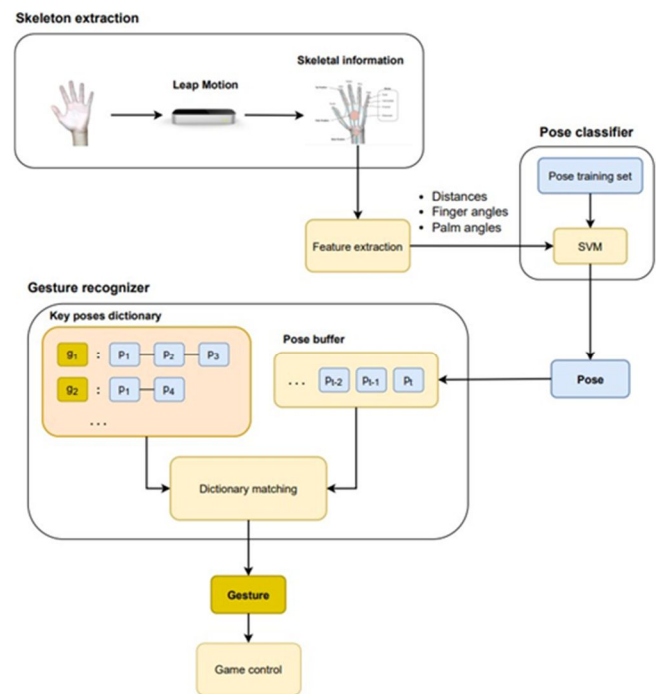 Skeleton extraction
Skeletal information
Leap Motion
Pose classifier
Pose training set
• Distances
• Finger angles
• Palm angles
Feature extraction
SVM
Gesture recognizer
Key poses dictionary
g1 : p1 p2 p3
g2 : p1 p4
...
Pose buffer
... pt-2 pt-1 pt
Pose
Dictionary matching
Gesture
Game control